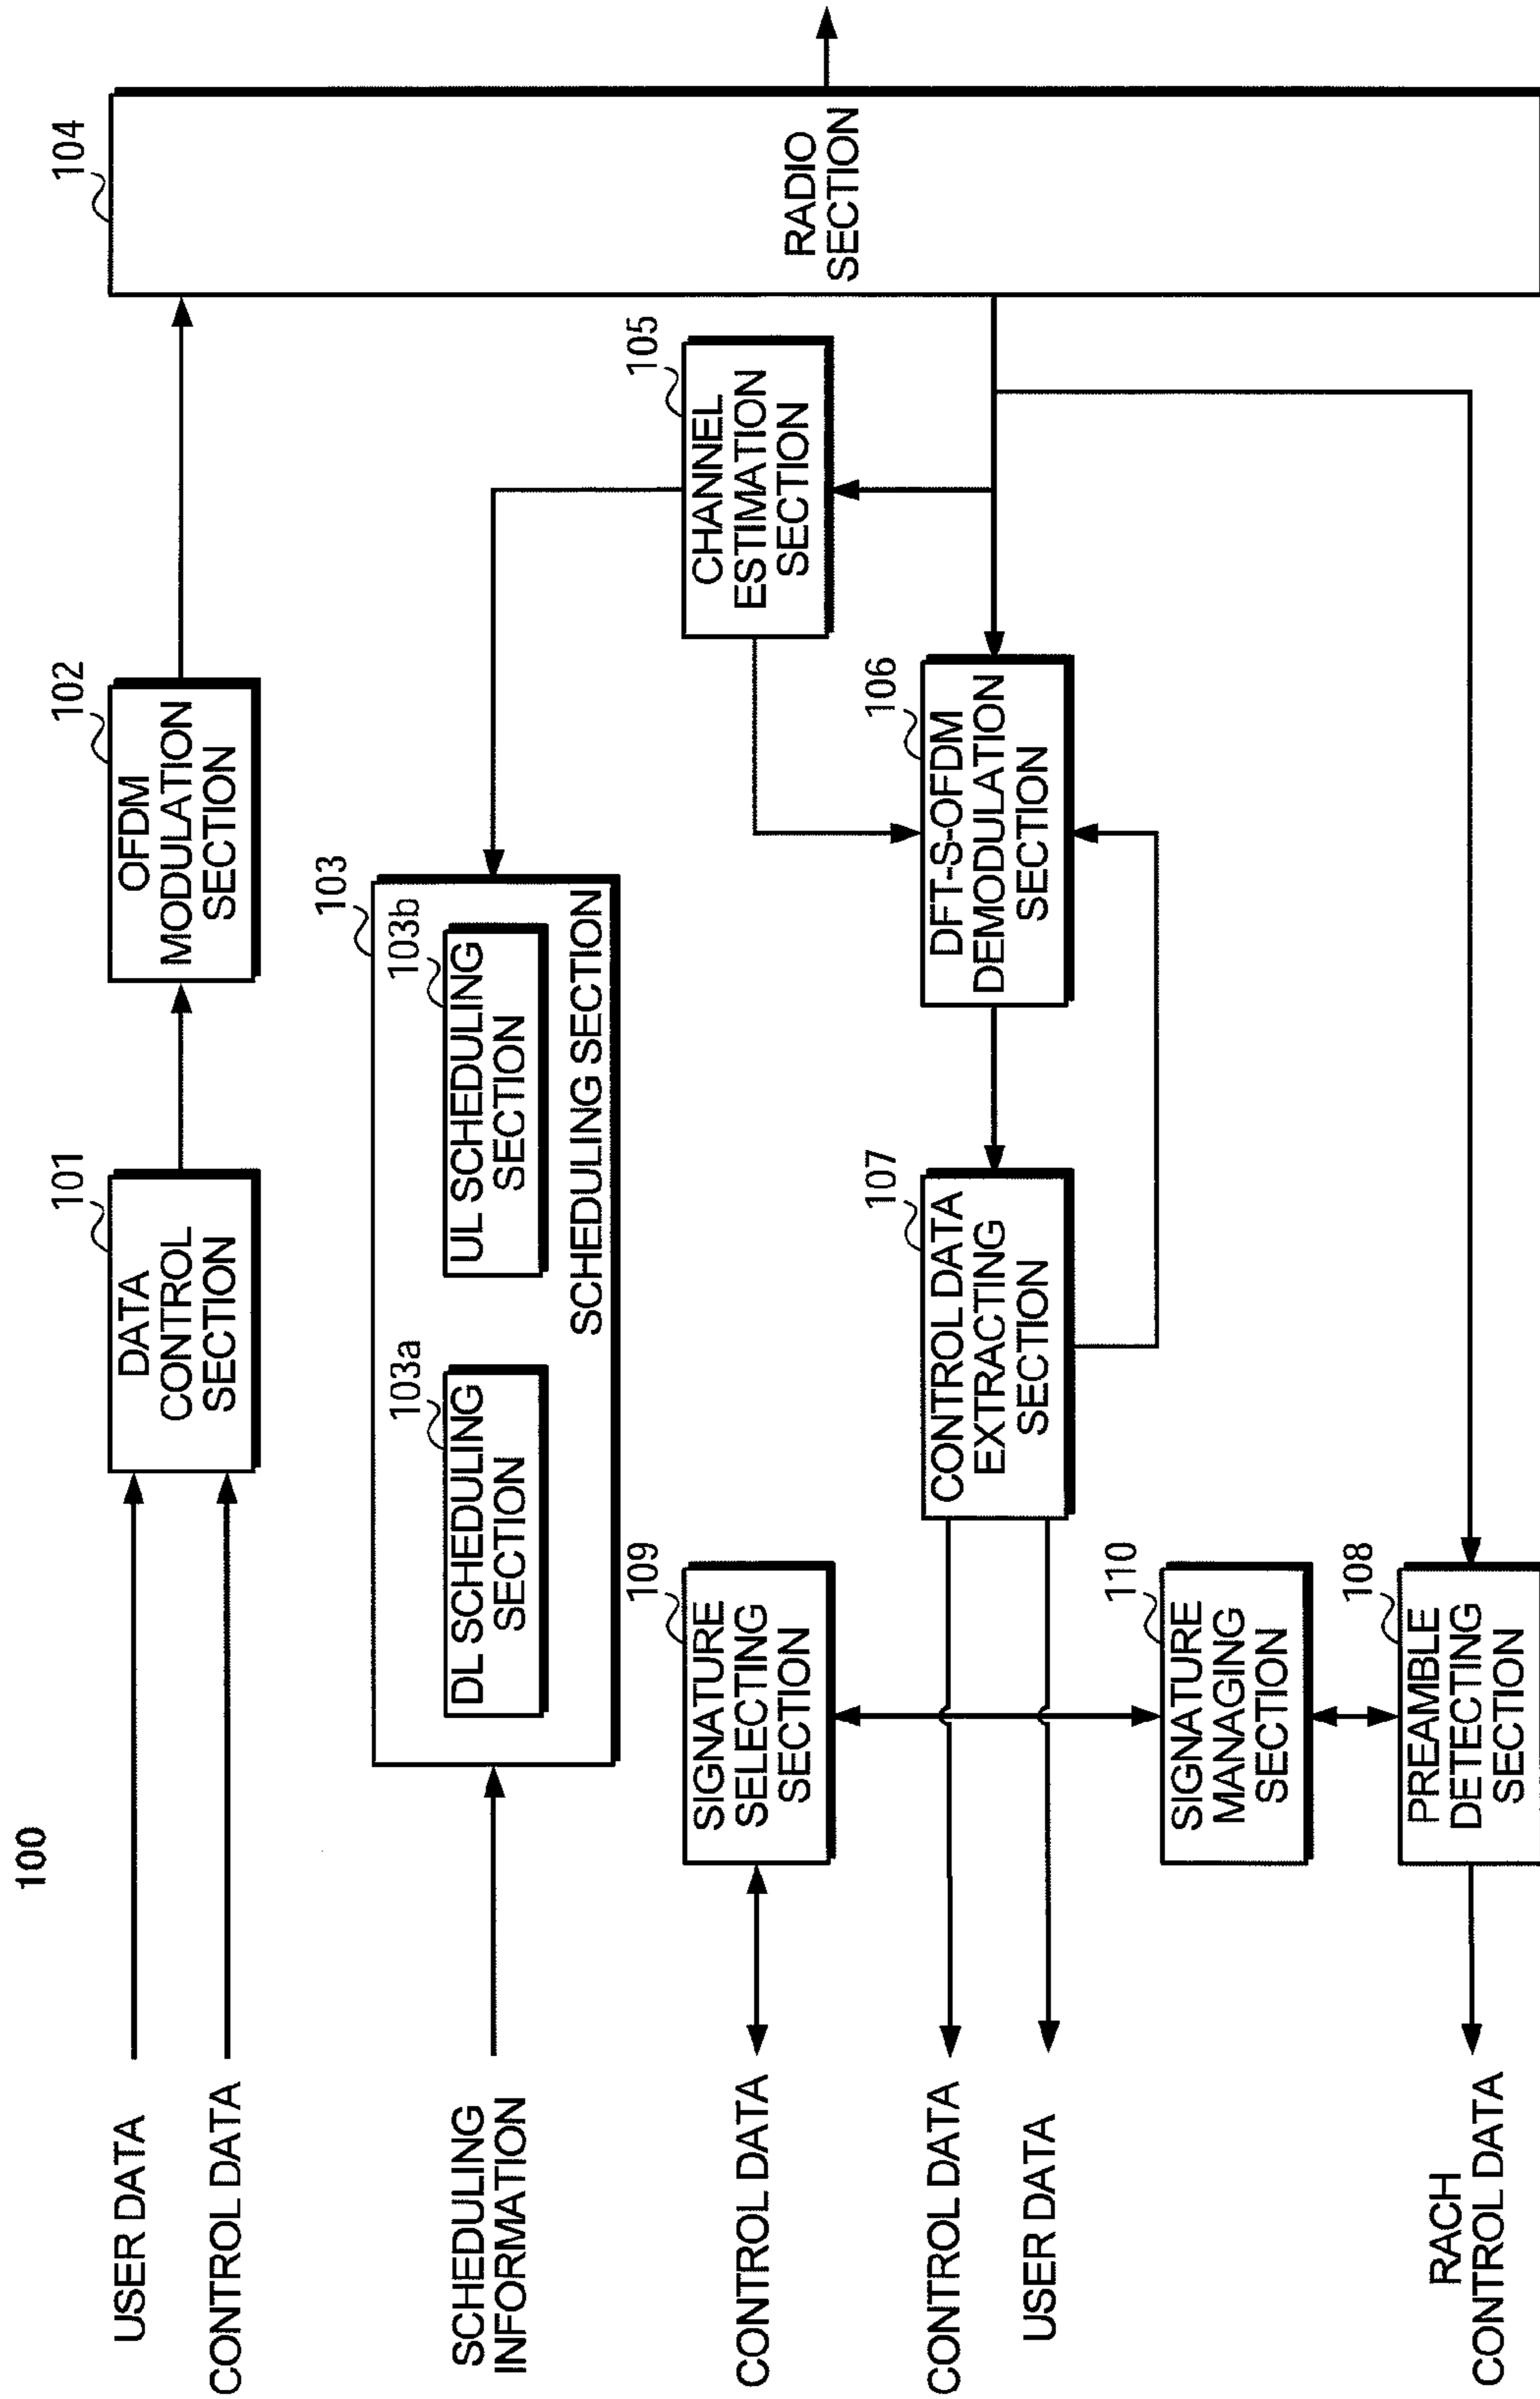 100
USER DATA
CONTROL DATA
101
DATA
CONTROL
SECTION
102
OFDM
MODULATION
SECTION
104
RADIO
SECTION
SCHEDULING
INFORMATION
103
103a
DL SCHEDULING
SECTION
103b
UL SCHEDULING
SECTION
SCHEDULING SECTION
105
CHANNEL
ESTIMATION
SECTION
CONTROL DATA
109
SIGNATURE
SELECTING
SECTION
CONTROL DATA
USER DATA
107
CONTROL DATA
EXTRACTING
SECTION
106
DFT-S-OFDM
DEMODULATION
SECTION
110
SIGNATURE
MANAGING
SECTION
RACH
CONTROL DATA
108
PREAMBLE
DETECTING
SECTION